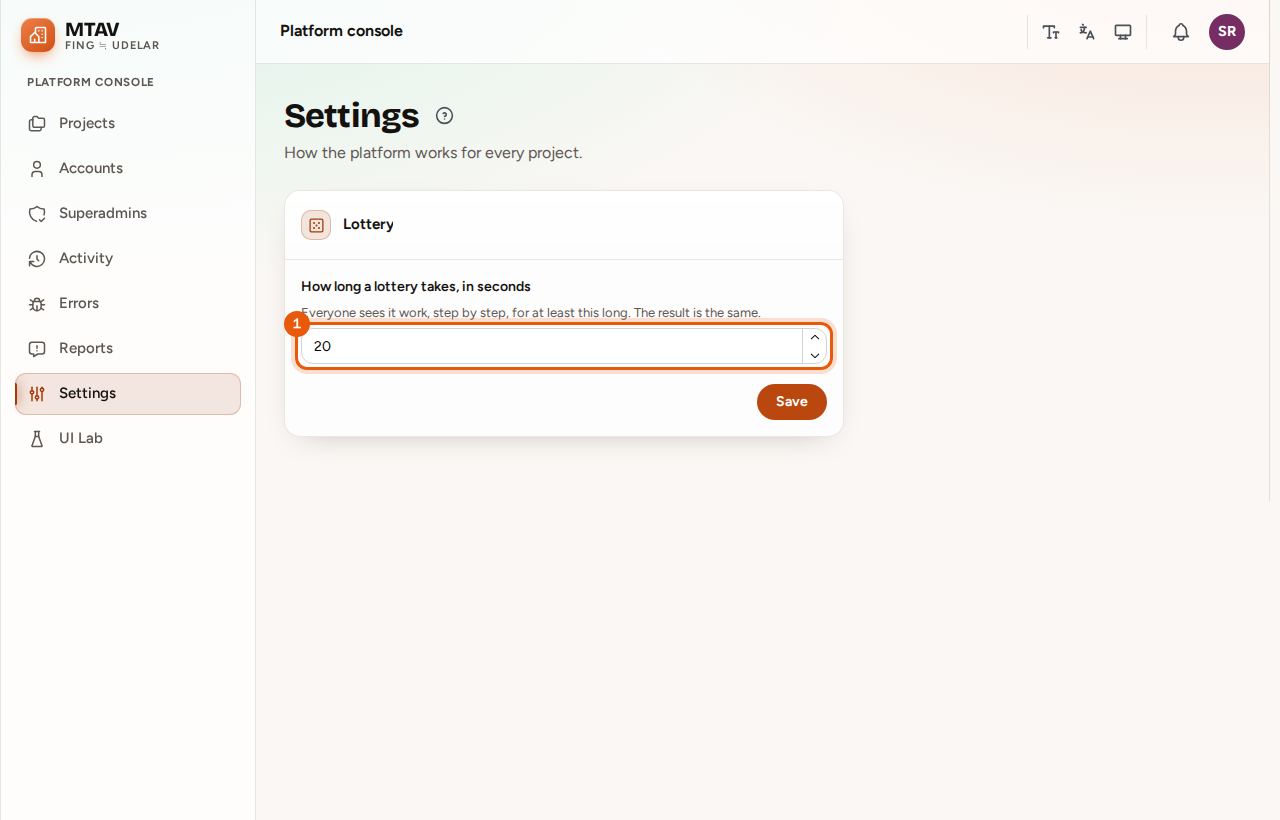 MTAV
FING ≒ UDELAR
PLATFORM CONSOLE
Projects
Accounts
Superadmins
Activity
Errors
Reports
Settings
UI Lab
Platform console
SR
Settings
How the platform works for every project.
Lottery
How long a lottery takes, in seconds
Everyone sees it work, step by step, for at least this long. The result is the same.
1
20
Save